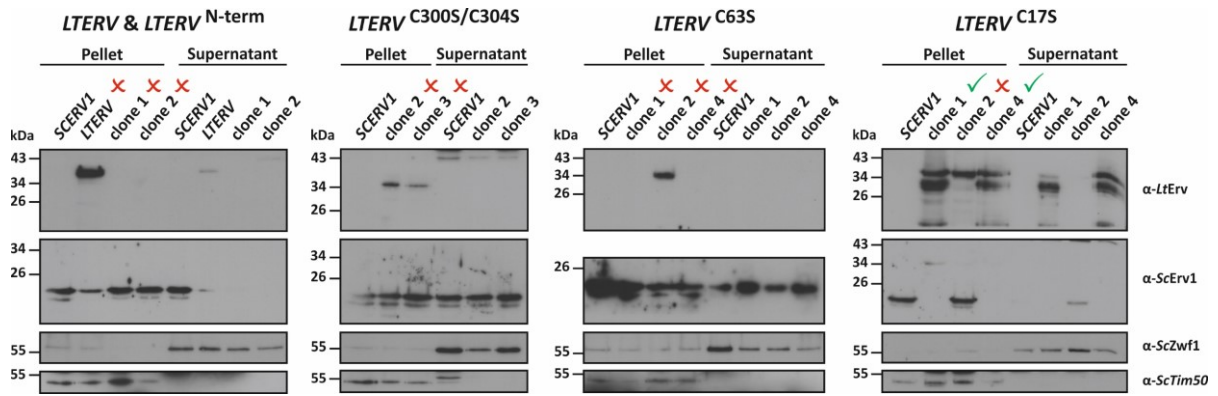 LTERV & LTERV N-term
Pellet Supernatant
SCERV1 LTERV clone 1 clone 2 SCERV1 LTERV clone 1 clone 2
kDa
43
34
26
34
26
55
55
LTERV C300S/C304S
Pellet Supernatant
SCERV1 clone 2 clone 3 SCERV1 clone 2 clone 3
kDa
43
34
26
34
26
55
55
LTERV C63S
Pellet Supernatant
SCERV1 clone 1 clone 2 clone 4 SCERV1 clone 1 clone 2 clone 4
kDa
43
34
26
26
55
55
LTERV C17S
Pellet Supernatant
SCERV1 clone 1 clone 2 clone 4 SCERV1 clone 1 clone 2 clone 4
kDa
43
34
26
43
34
26
55
55
α-LtErv
α-ScErv1
α-ScZwf1
α-ScTim50